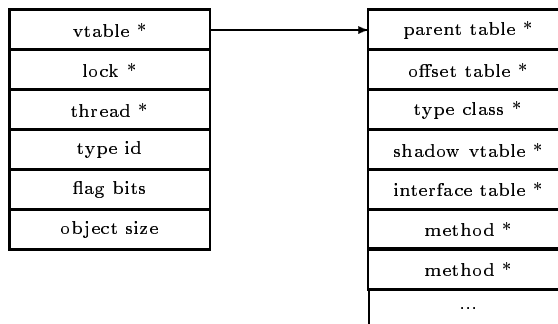 vtable *
lock *
thread *
type id
flag bits
object size
parent table *
offset table *
type class *
shadow vtable *
interface table *
method *
method *
...